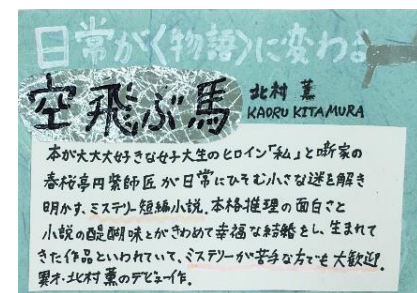 日常が〈物語〉に変わる
空飛ぶ馬
北村 薫
KAORU KITAMURA
本が大大大好きな女子大生のヒロイン「私」と噺家の
春桜亭円紫師匠が日常にひそむ小さな謎を解き
明かす、ミステリー短編小説。本格推理の面白さと
小説の醍醐味とがきわめて幸福な結婚をし、生まれて
きた作品といわれていて、ミステリーが苦手な方でも大歓迎。
異才・北村薫のデビュー作。